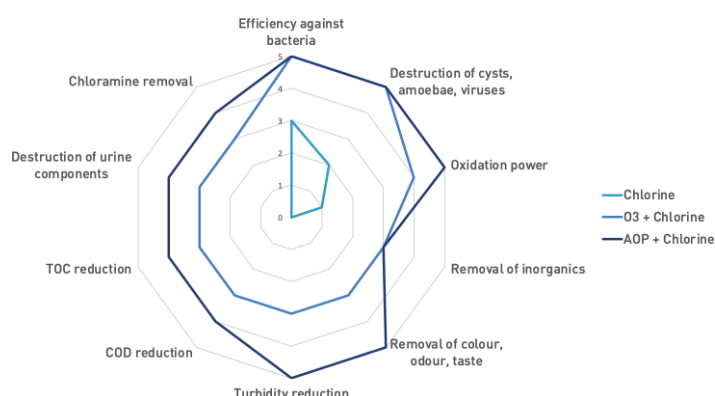 Efficiency against
bacteria
Destruction of cysts,
amoebae, viruses
Oxidation power
Removal of inorganics
Removal of colour,
odour, taste
Turbidity reduction
COD reduction
TOC reduction
Destruction of urine
components
Chloramine removal
5
4
3
2
1
0
Chlorine
O3 + Chlorine
AOP + Chlorine